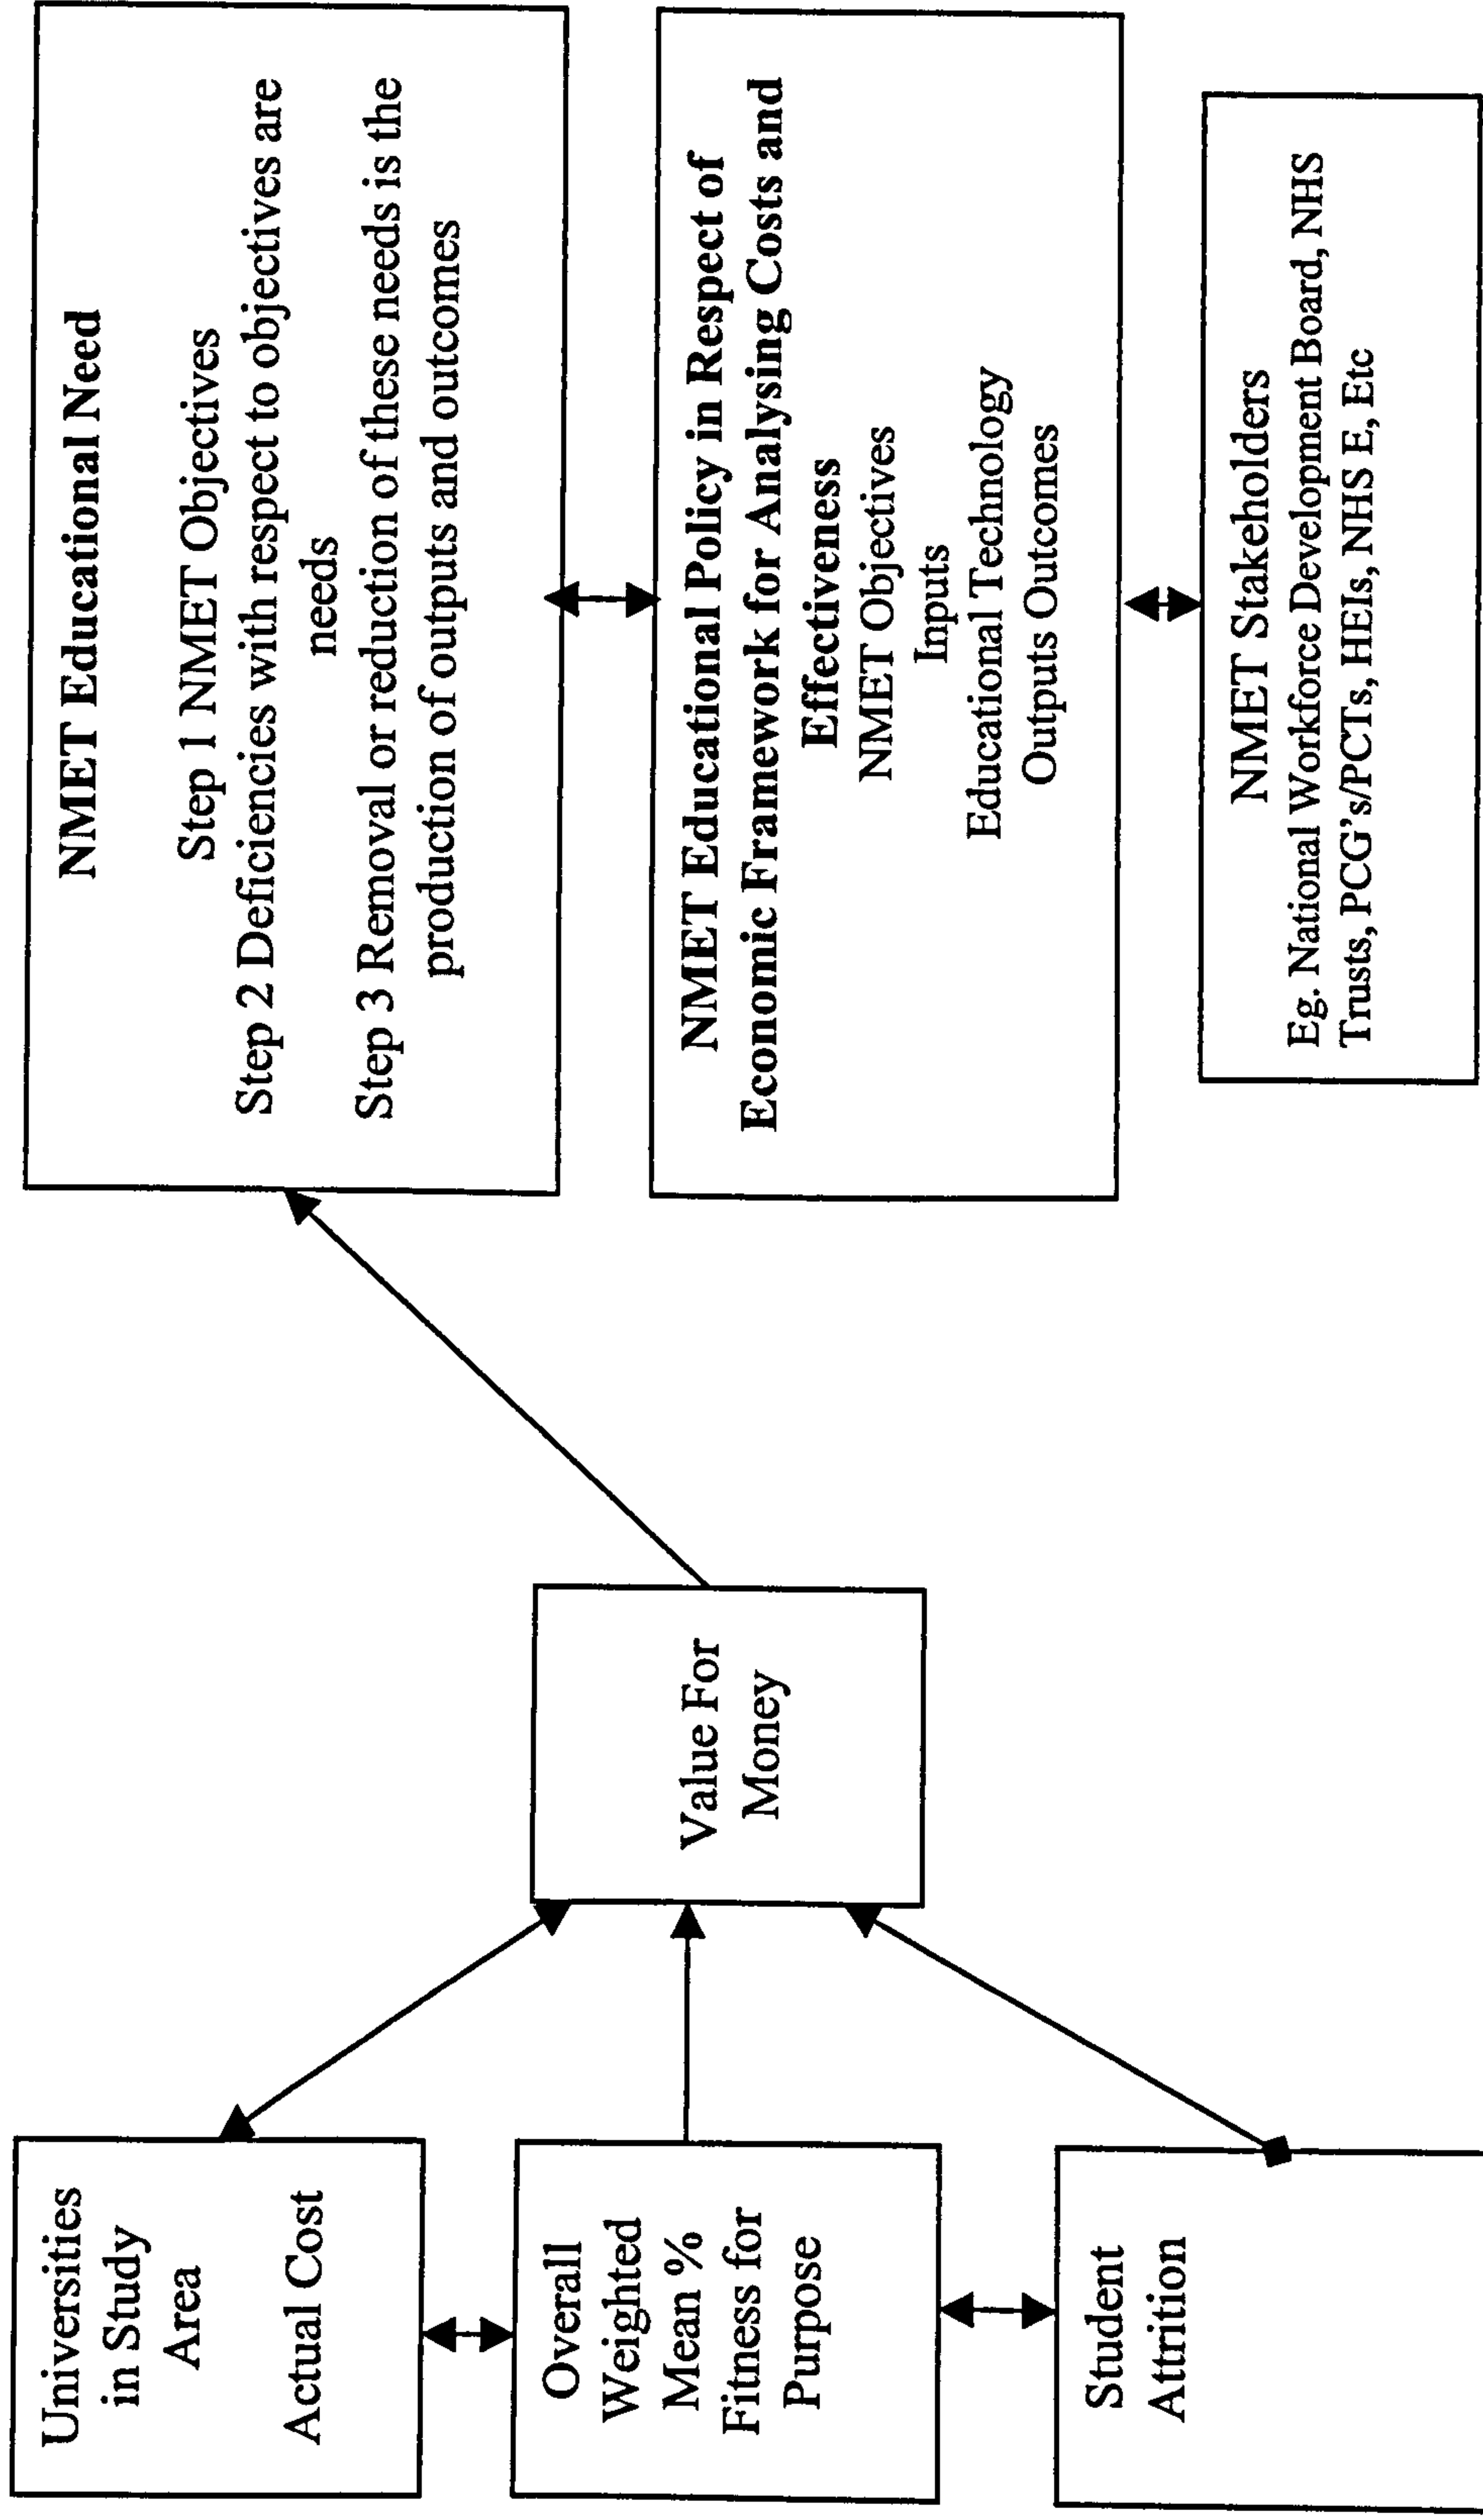 Universities
in Study
Area
Actual Cost
Overall
Weighted
Mean %
Fitness for
Purpose
Student
Attrition
Value For
Money
NMET Educational Need
Step 1 NMET Objectives
Step 2 Deficiencies with respect to objectives are
needs
Step 3 Removal or reduction of these needs is the
production of outputs and outcomes
NMET Educational Policy in Respect of
Economic Framework for Analysing Costs and
Effectiveness
NMET Objectives
Inputs
Educational Technology
Outputs Outcomes
NMET Stakeholders
Eg. National Workforce Development Board, NHS
Trusts, PCG's/PCTs, HEIs, NHS E, Etc